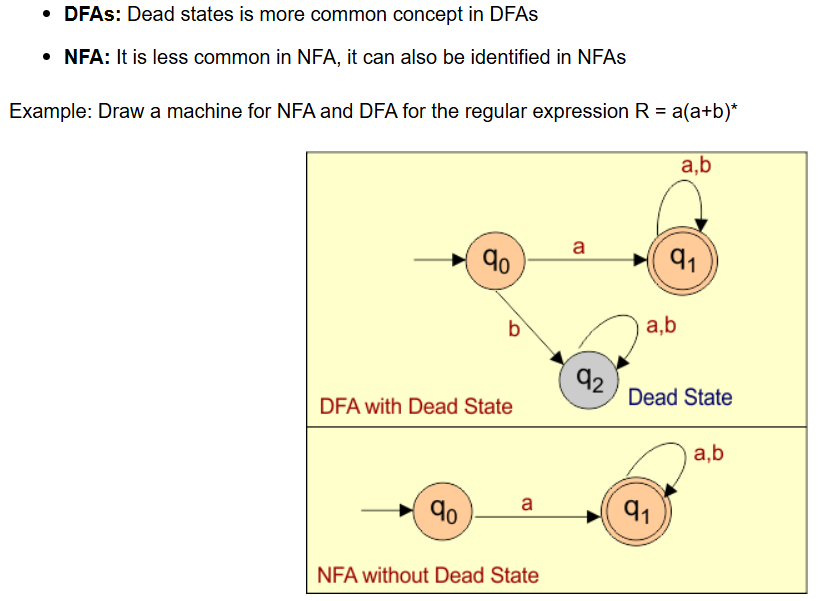 • DFAs: Dead states is more common concept in DFAs
• NFA: It is less common in NFA, it can also be identified in NFAs
Example: Draw a machine for NFA and DFA for the regular expression R = a(a+b)*
a,b
q0
a
q1
b
a,b
q2
Dead State
DFA with Dead State
a,b
q0
a
q1
NFA without Dead State